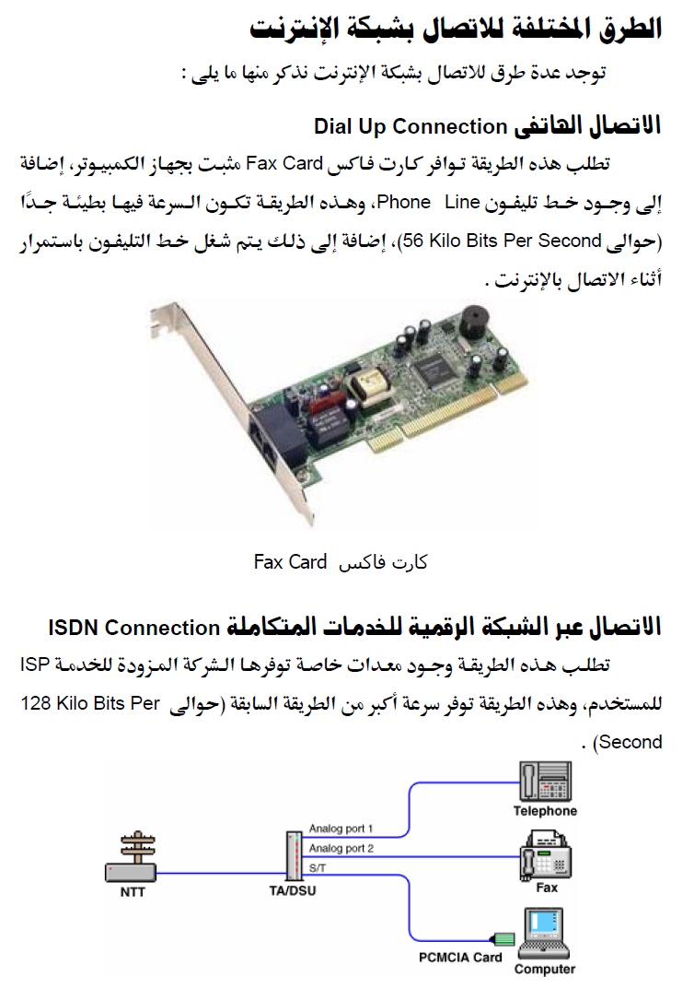 الطرق المختلفة للاتصال بشبكة الإنترنت
توجد عدة طرق للاتصال بشبكة الإنترنت نذكر منها ما يلى :
الاتصال الهاتفى Dial Up Connection
تطلب هذه الطريقة توافر كارت فاكس Fax Card مثبت بجهاز الكمبيوتر، إضافة
إلى وجود خط تليفون Phone Line، وهذه الطريقة تكون السرعة فيها بطيئة جدًا
(حوالى 56 Kilo Bits Per Second)، إضافة إلى ذلك يتم شغل خط التليفون باستمرار
أثناء الاتصال بالإنترنت .
كارت فاكس Fax Card
الاتصال عبر الشبكة الرقمية للخدمات المتكاملة ISDN Connection
تطلب هذه الطريقة وجود معدات خاصة توفرها الشركة المزودة للخدمة ISP
للمستخدم، وهذه الطريقة توفر سرعة أكبر من الطريقة السابقة (حوالى 128 Kilo Bits Per
Second) .
Telephone
Analog port 1
Analog port 2
S/T
NTT
TA/DSU
Fax
PCMCIA Card
Computer